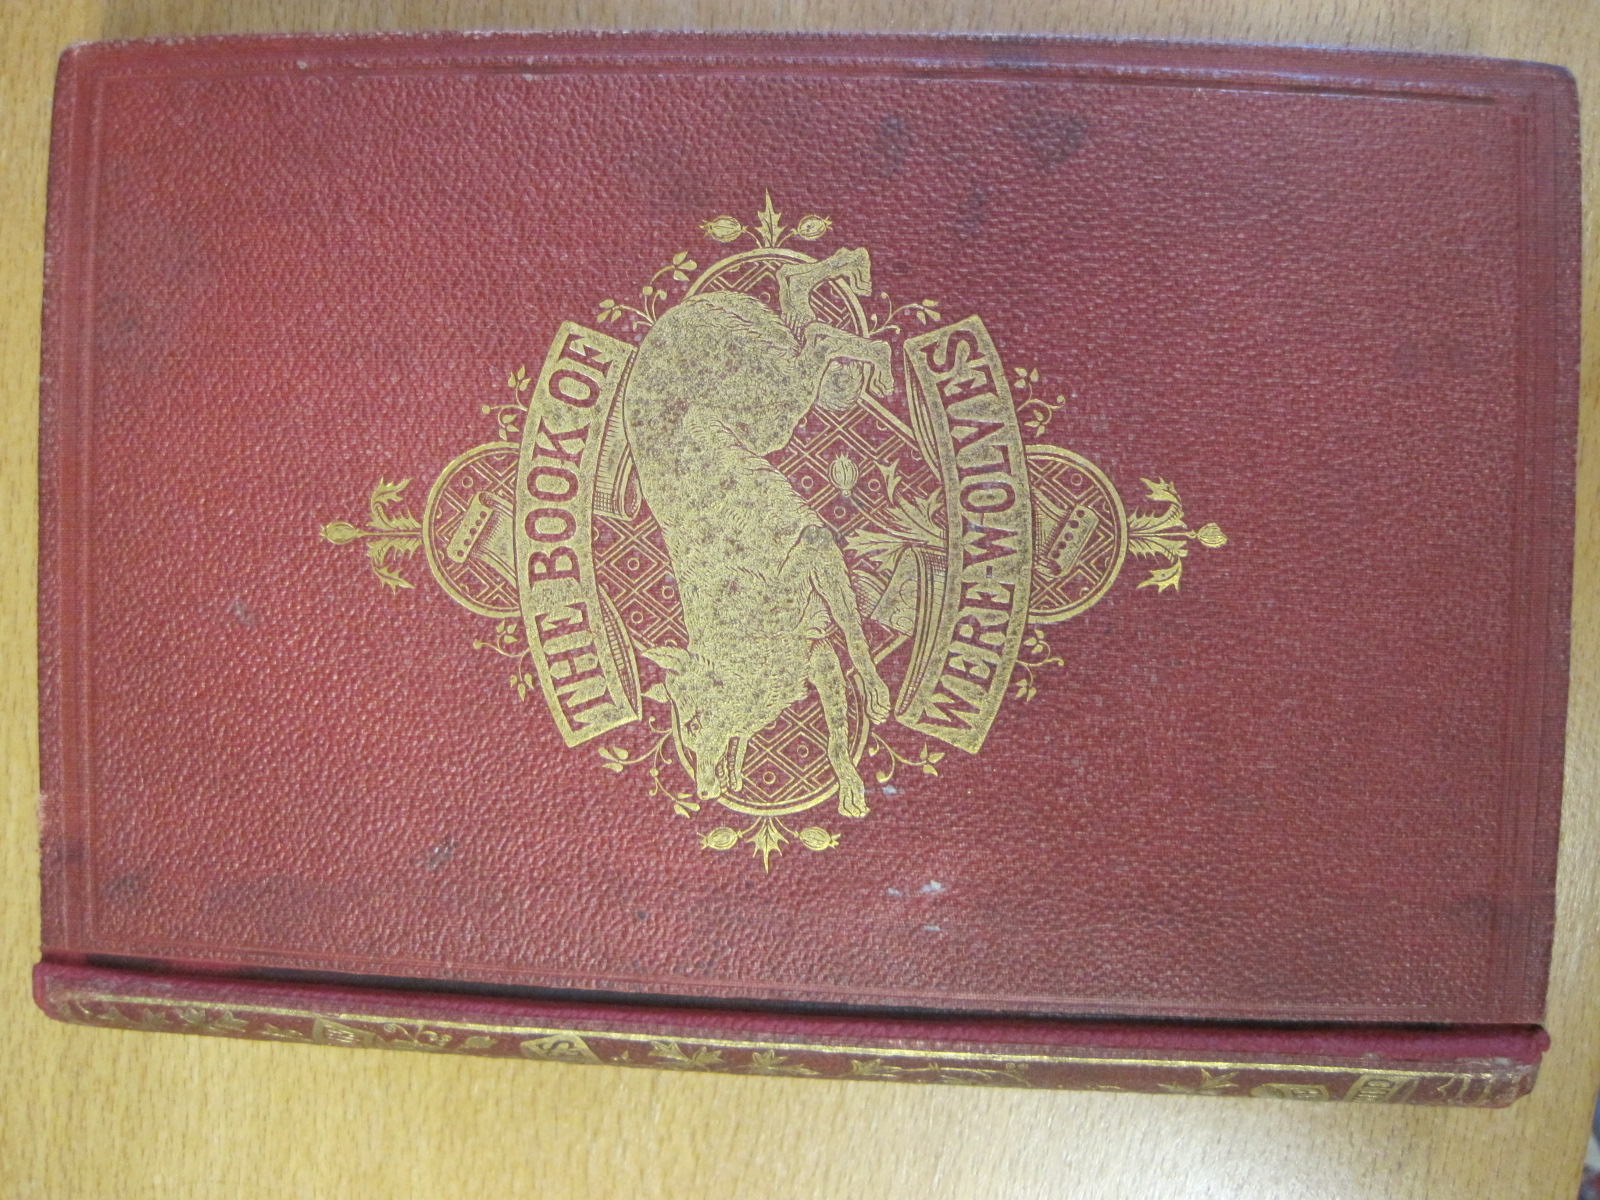 THE BOOK OF
WERE-WOLVES